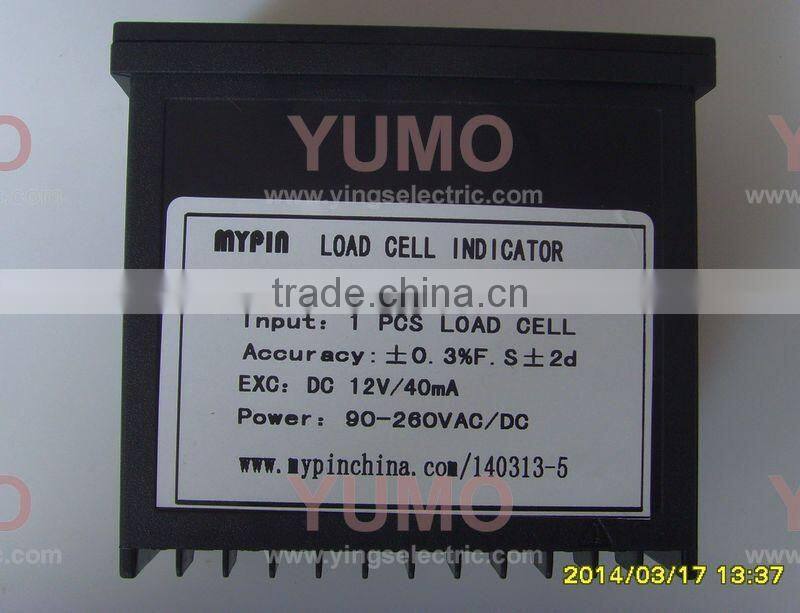 YUMO
www.yingselectric.com
MYPIN LOAD CELL INDICATOR
trade.china.cn
Input: 1 PCS LOAD CELL
Accuracy: ±0.3%F.S±2d
EXC: DC 12V/40mA
Power: 90-260VAC/DC
www.mypinchina.com/140313-5
YUMO
www.yingselectric.com
2014/03/17 13:37